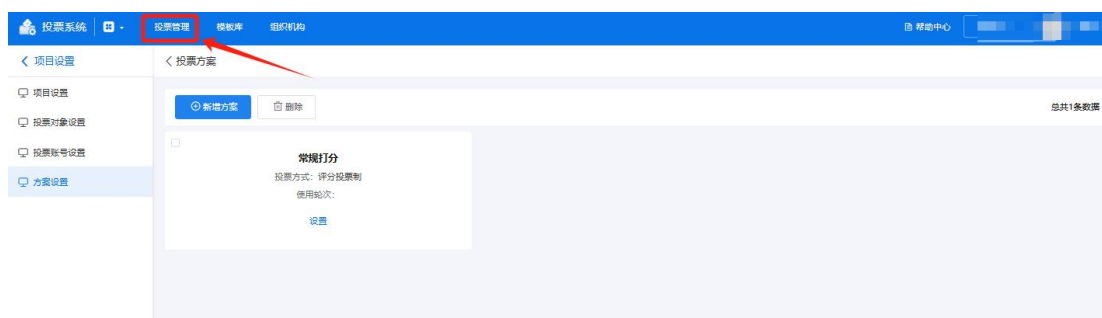 投票系统 投票管理 模板库 组织机构 帮助中心
项目设置 投票方案
项目设置
投票对象设置
投票账号设置
方案设置
新增方案 删除 总共1条数据
常规打分
投票方式：评分投票制
使用轮次：
设置